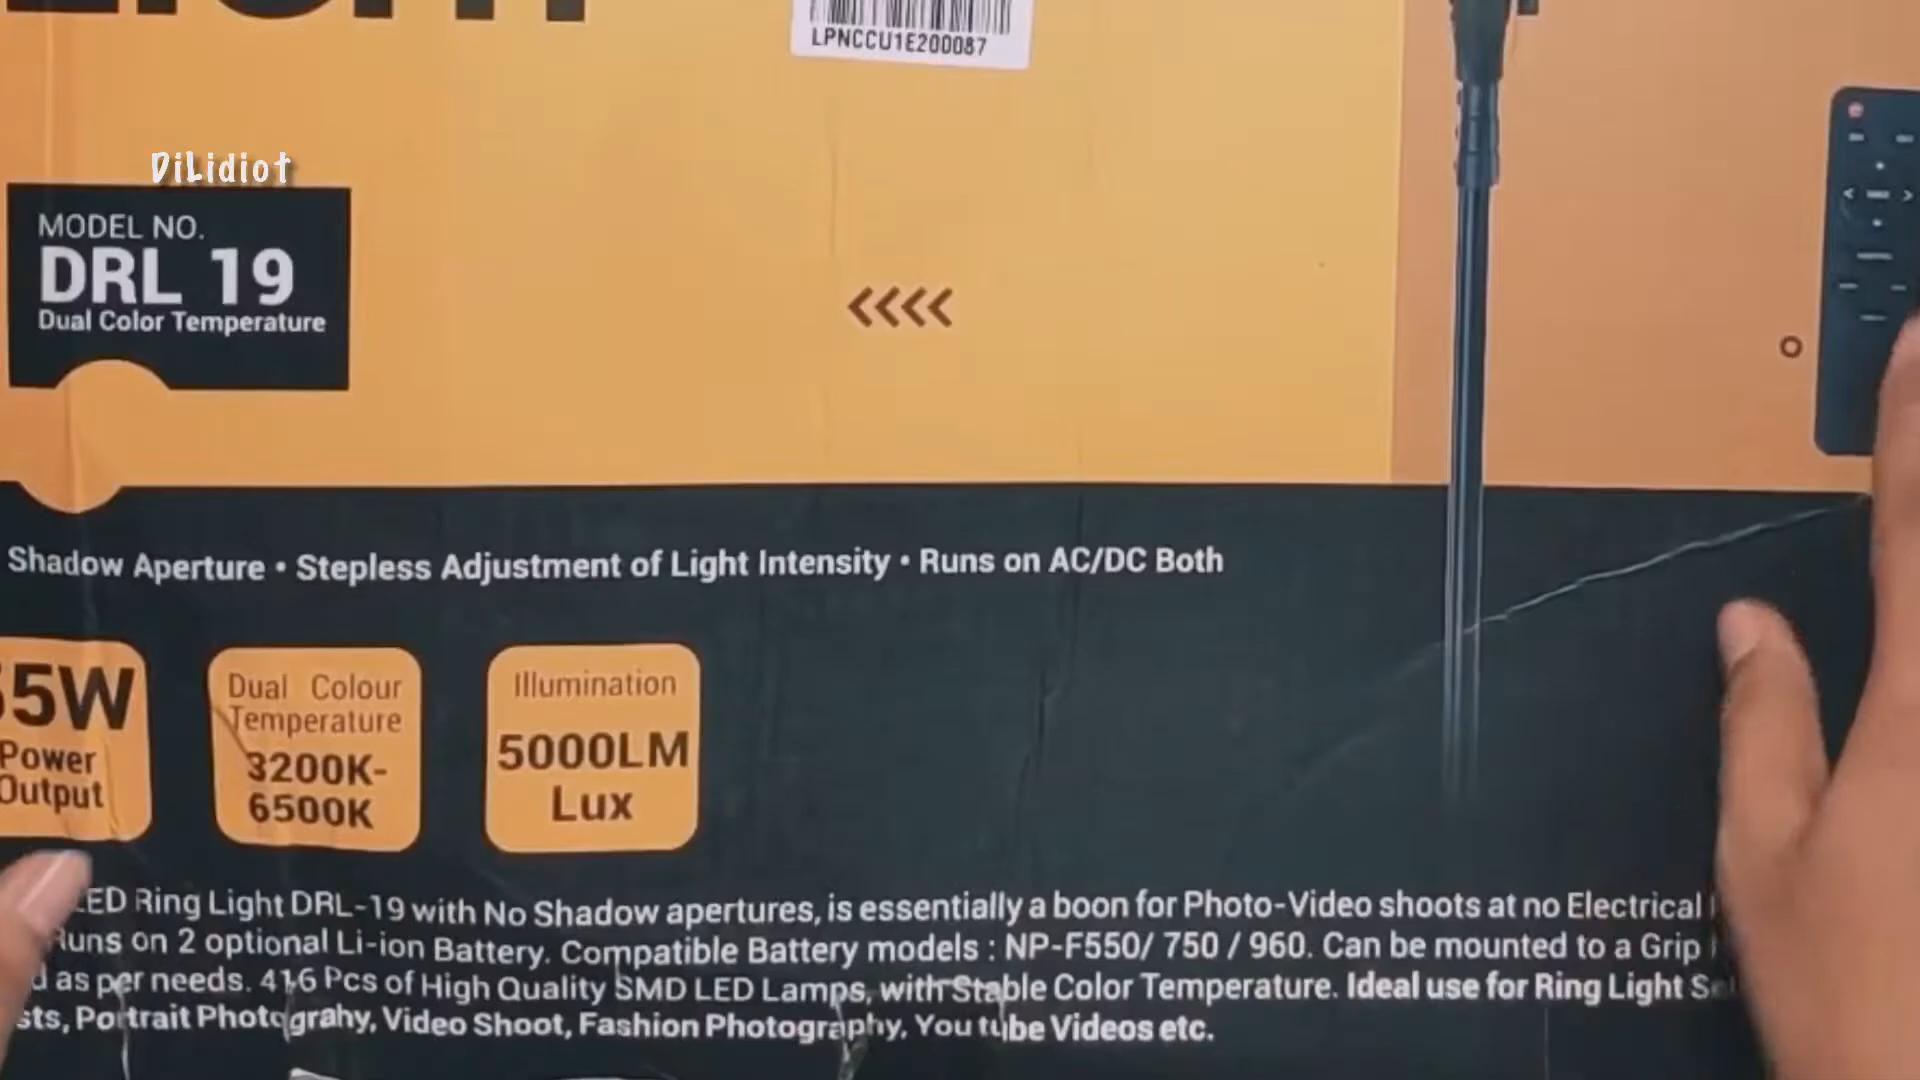 LIGHT
LPNCCU1E200087
DiLidiot
MODEL NO.
DRL 19
Dual Color Temperature
Shadow Aperture • Stepless Adjustment of Light Intensity • Runs on AC/DC Both
5W
Power
Output
Dual Colour
Temperature
3200K-
6500K
Illumination
5000LM
Lux
LED Ring Light DRL-19 with No Shadow apertures, is essentially a boon for Photo-Video shoots at no Electrical
Runs on 2 optional Li-ion Battery. Compatible Battery models : NP-F550/ 750 / 960. Can be mounted to a Grip
as per needs. 416 Pcs of High Quality SMD LED Lamps, with Stable Color Temperature. Ideal use for Ring Light
sts, Portrait Photograhy, Video Shoot, Fashion Photography, You tube Videos etc.